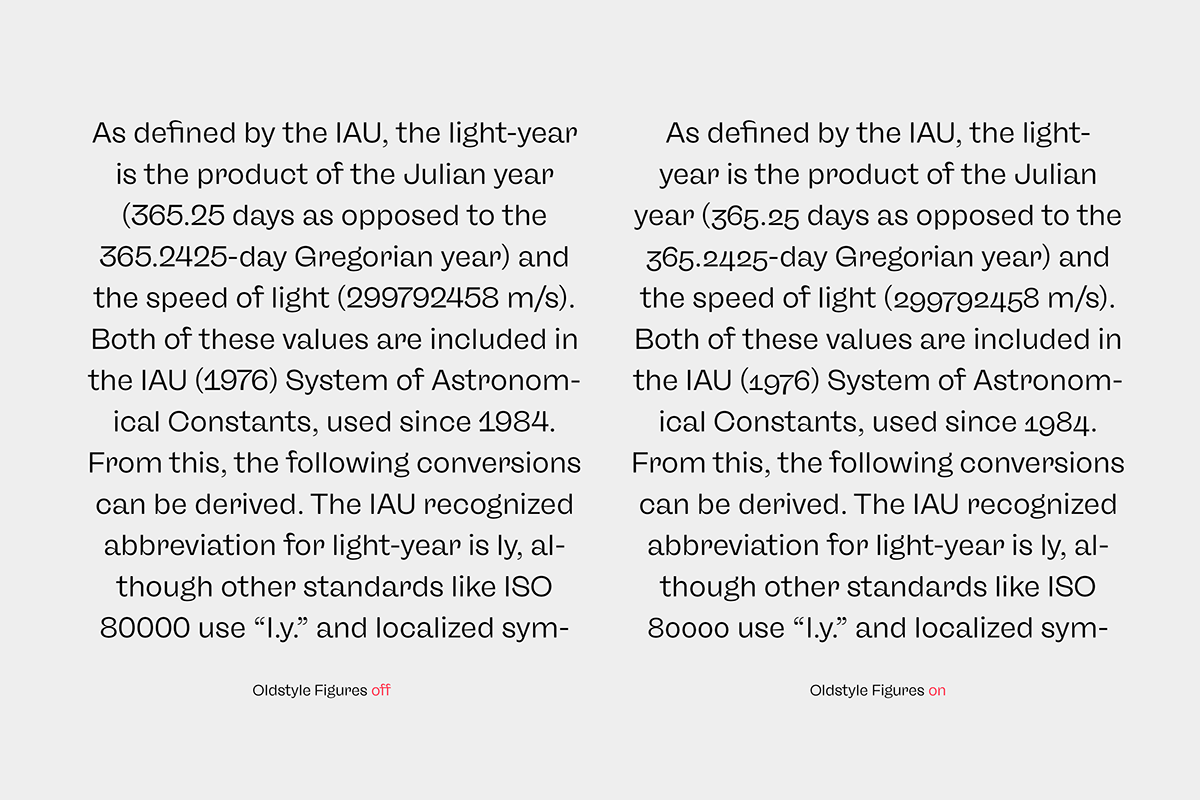 As defined by the IAU, the light-year
is the product of the Julian year
(365.25 days as opposed to the
365.2425-day Gregorian year) and
the speed of light (299792458 m/s).
Both of these values are included in
the IAU (1976) System of Astronom-
ical Constants, used since 1984.
From this, the following conversions
can be derived. The IAU recognized
abbreviation for light-year is ly, al-
though other standards like ISO
80000 use “l.y.” and localized sym-
Oldstyle Figures off
As defined by the IAU, the light-
year is the product of the Julian
year (365.25 days as opposed to the
365.2425-day Gregorian year) and
the speed of light (299792458 m/s).
Both of these values are included in
the IAU (1976) System of Astronom-
ical Constants, used since 1984.
From this, the following conversions
can be derived. The IAU recognized
abbreviation for light-year is ly, al-
though other standards like ISO
80000 use “l.y.” and localized sym-
Oldstyle Figures on